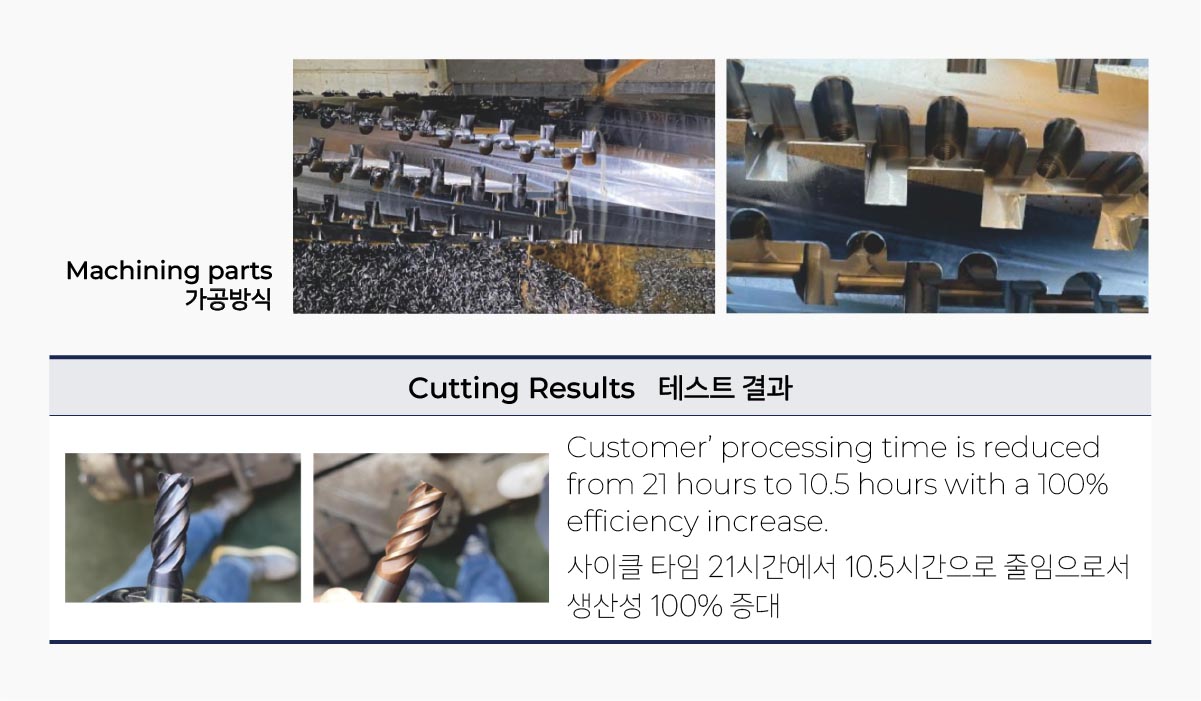 Machining parts
가공방식
Cutting Results 테스트 결과
Customer’ processing time is reduced
from 21 hours to 10.5 hours with a 100%
efficiency increase.
사이클 타임 21시간에서 10.5시간으로 줄임으로서
생산성 100% 증대